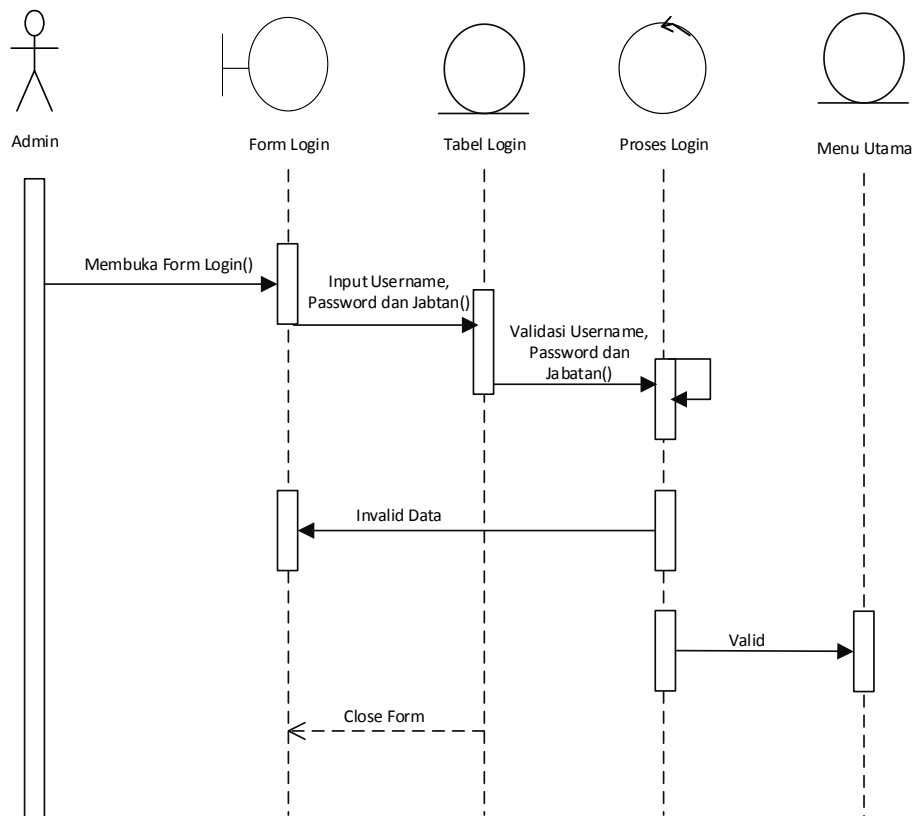 Admin
Form Login
Tabel Login
Proses Login
Menu Utama
Membuka Form Login()
Input Username,
Password dan Jabtan()
Validasi Username,
Password dan
Jabatan()
Invalid Data
Valid
Close Form